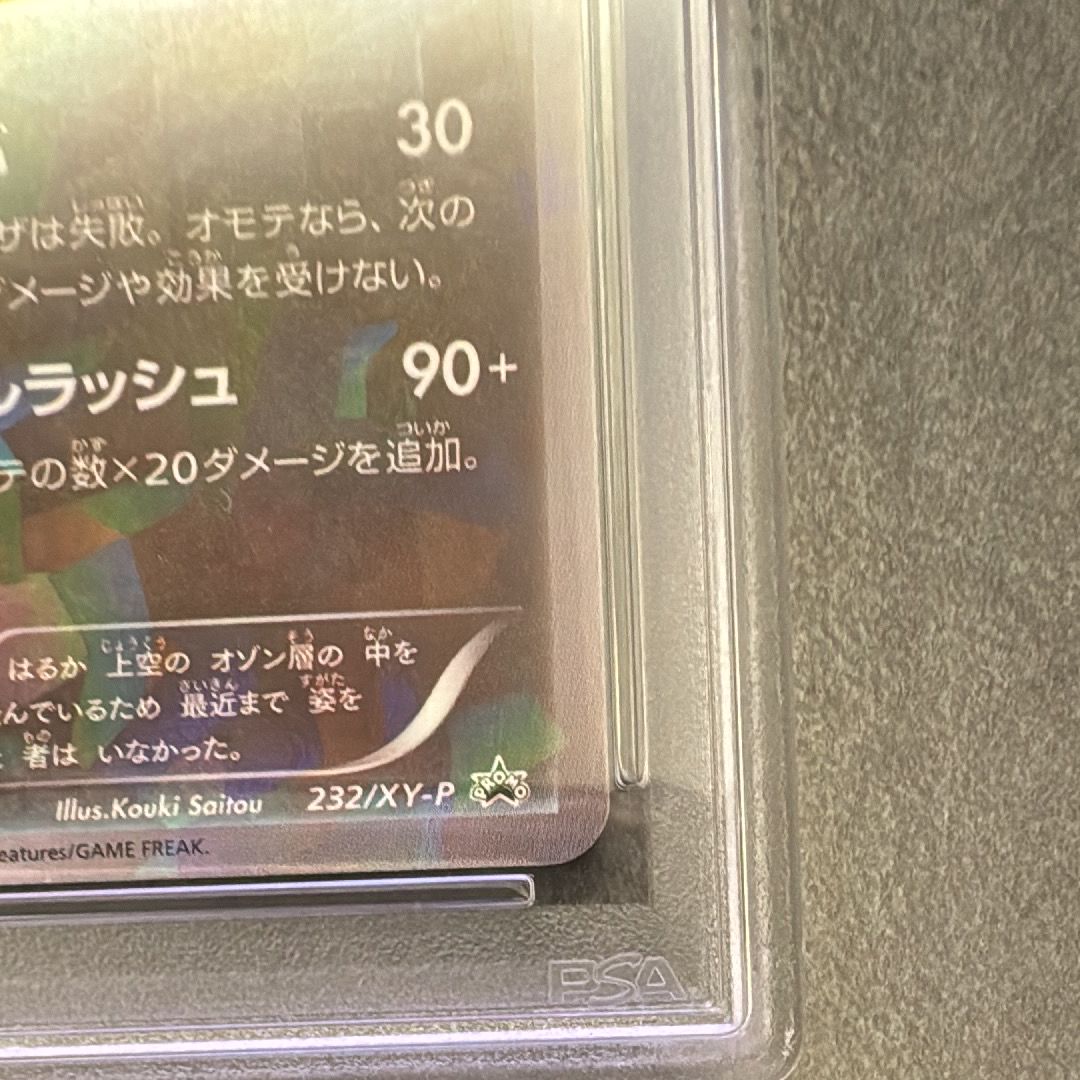 30
ザは失敗。オモテなら、次の
ダメージや効果を受けない。
ルラッシュ 90+
テの数×20ダメージを追加。
はるか 上空の オゾン層の 中を
んでいるため 最近まで 姿を
者は いなかった。
Illus.Kouki Saitou 232/XY-P PROMO
eatures/GAME FREAK.
PSA